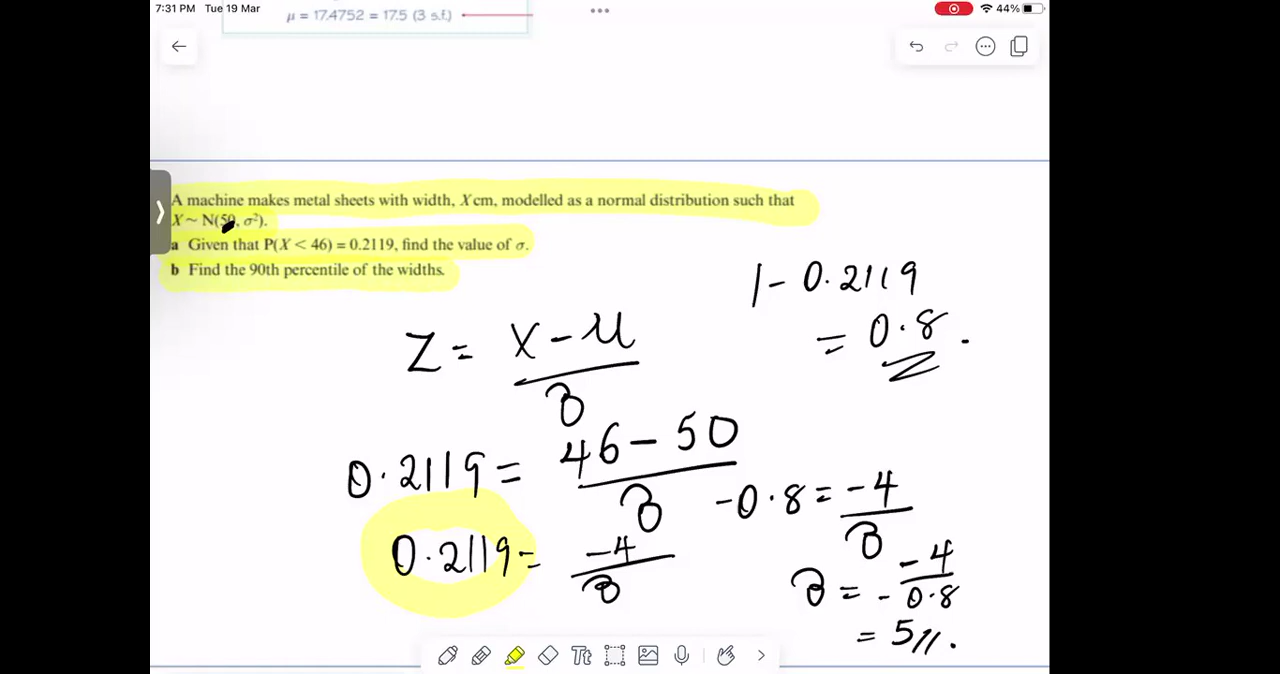 7:31 PM Tue 19 Mar
44%
μ = 17.4752 = 17.5 (3 s.f.)
A machine makes metal sheets with width, X cm, modelled as a normal distribution such that
X ~ N(50, σ²).
a Given that P(X < 46) = 0.2119, find the value of σ.
b Find the 90th percentile of the widths.
1 - 0.2119
= 0.8
Z = X - μ / σ
0.2119 = 46 - 50 / σ
0.2119 = -4 / σ
-0.8 = -4 / σ
σ = -4 / -0.8
= 5 //.
Tt